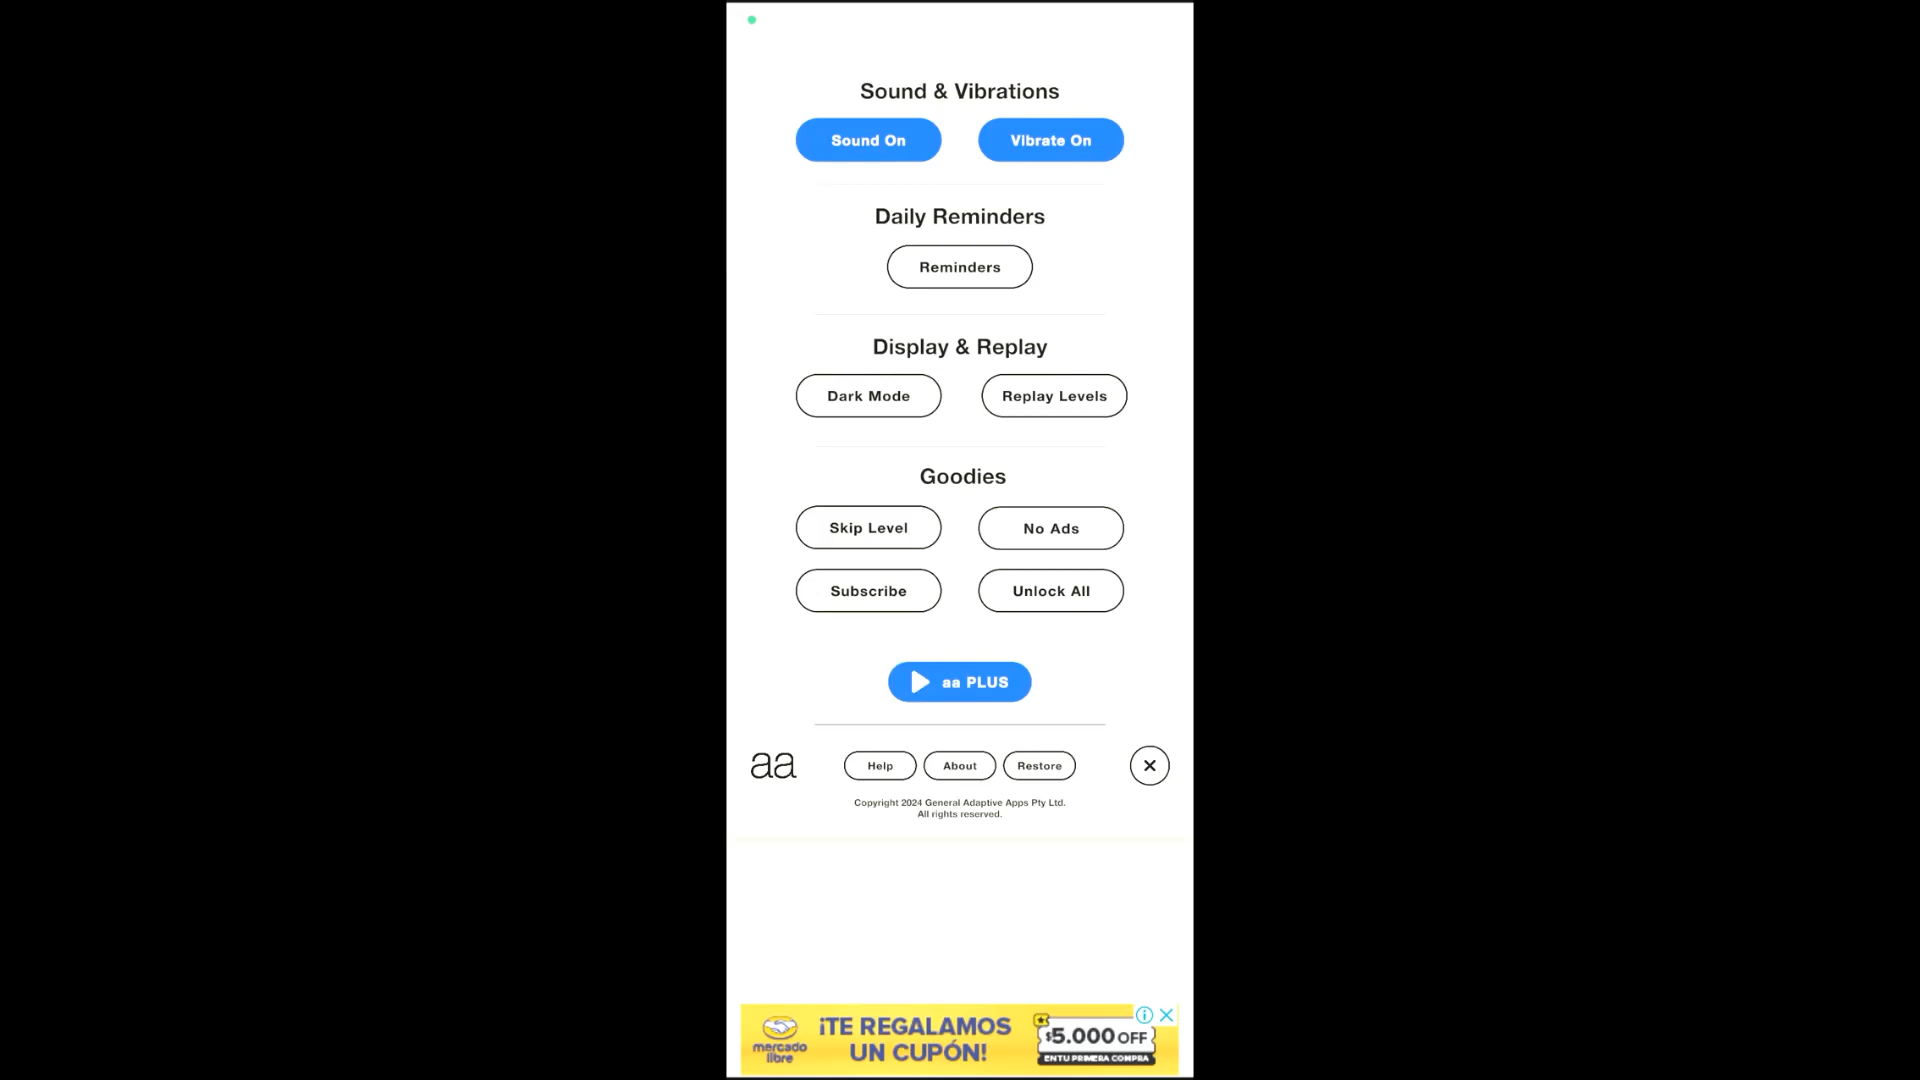 Sound & Vibrations
Sound On
Vibrate On
Daily Reminders
Reminders
Display & Replay
Dark Mode
Replay Levels
Goodies
Skip Level
No Ads
Subscribe
Unlock All
aa PLUS
aa
Help
About
Restore
Copyright 2024 General Adaptive Apps Pty Ltd.
All rights reserved.
mercado
libre
¡TE REGALAMOS
UN CUPÓN!
$5.000 OFF
EN TU PRIMERA COMPRA